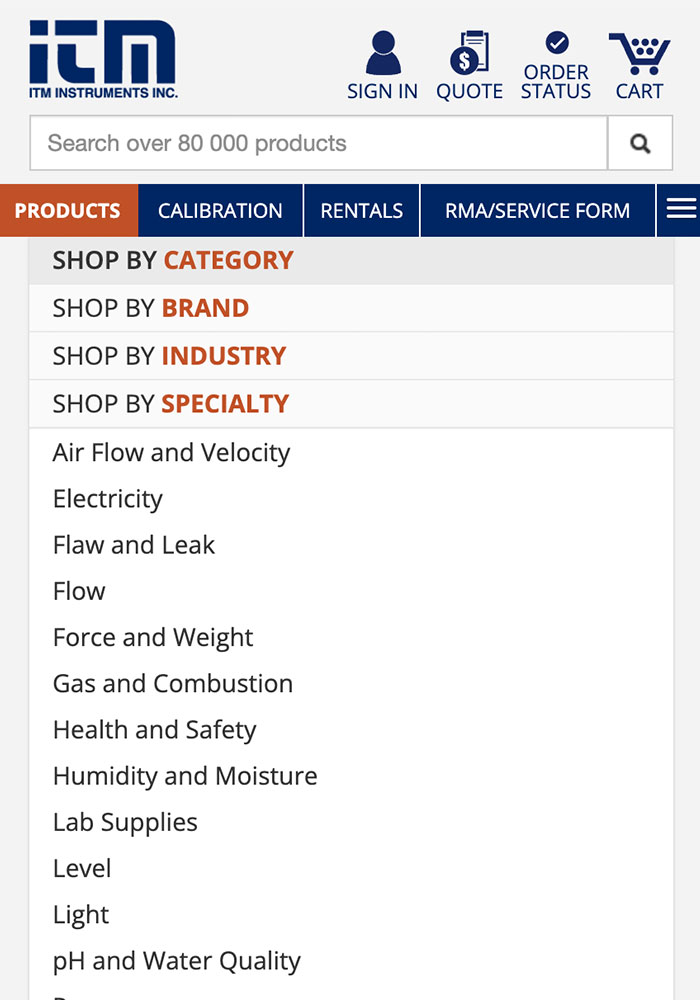 itm
ITM INSTRUMENTS INC.
SIGN IN
QUOTE
ORDER
STATUS
CART
Search over 80 000 products
PRODUCTS
CALIBRATION
RENTALS
RMA/SERVICE FORM
SHOP BY CATEGORY
SHOP BY BRAND
SHOP BY INDUSTRY
SHOP BY SPECIALTY
Air Flow and Velocity
Electricity
Flaw and Leak
Flow
Force and Weight
Gas and Combustion
Health and Safety
Humidity and Moisture
Lab Supplies
Level
Light
pH and Water Quality